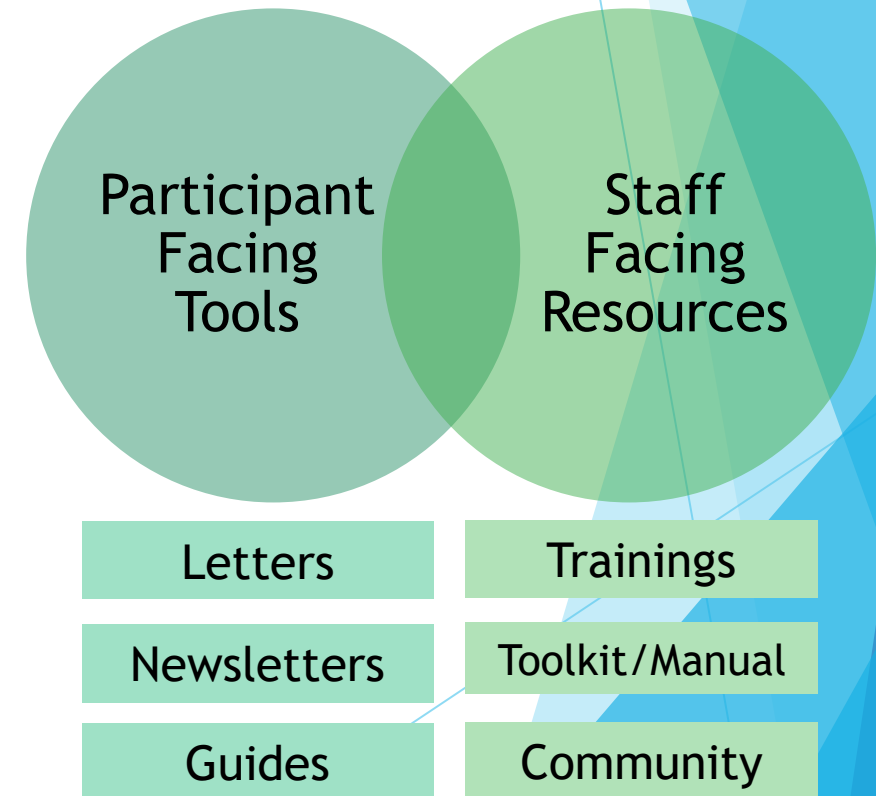 Participant
Facing
Tools
Staff
Facing
Resources
Letters
Trainings
Newsletters
Toolkit/Manual
Guides
Community